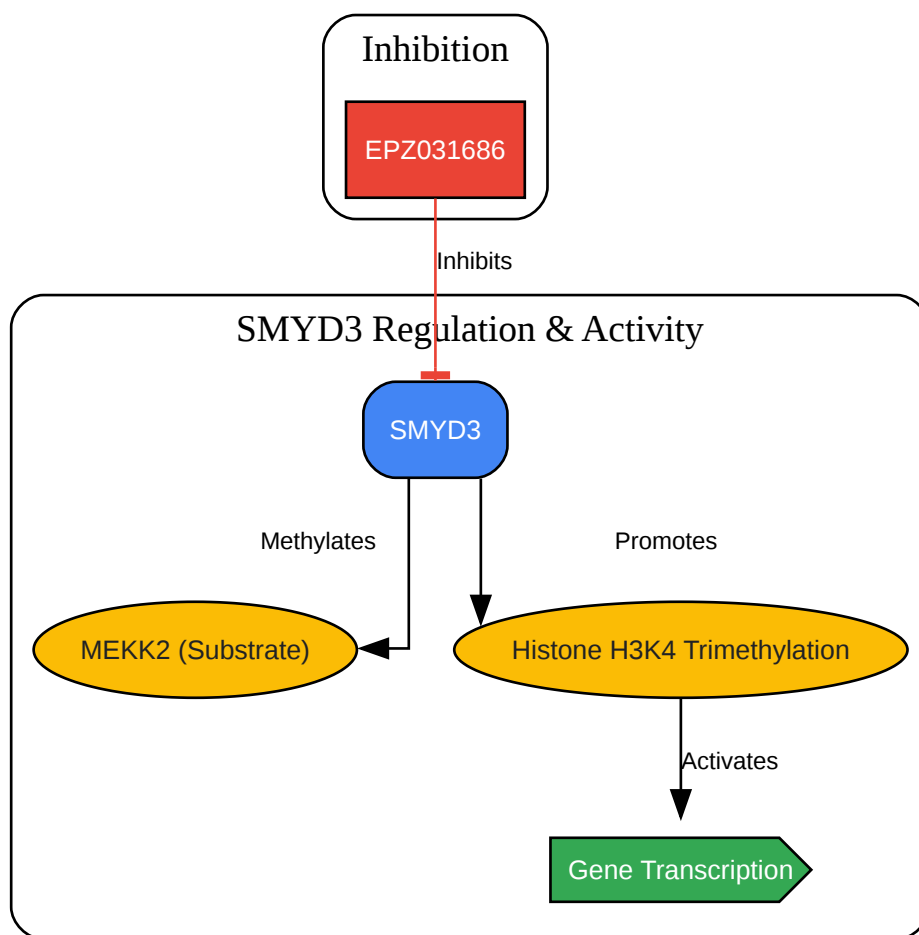 Inhibition
EPZ031686
Inhibits
SMYD3 Regulation & Activity
SMYD3
Methylates
Promotes
MEKK2 (Substrate)
Histone H3K4 Trimethylation
Activates
Gene Transcription